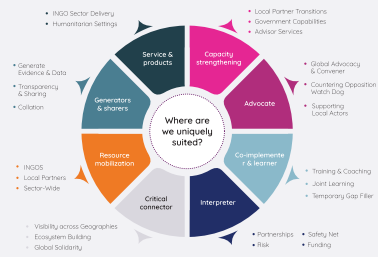 INGO Sector Delivery
Humanitarian Settings
Local Partner Transitions
Government Capabilities
Advisor Services
Service &
products
Capacity
strengthening
Generate
Evidence & Data
Transparency
& Sharing
Collation
Global Advocacy
& Convener
Countering Opposition
Watch Dog
Supporting
Local Actors
Generators
& sharers
Advocate
Where are
we uniquely
suited?
Resource
mobilization
Co-implemente
r & learner
INGOS
Local Partners
Sector-Wide
Training & Coaching
Joint Learning
Temporary Gap Filler
Critical
connector
Interpreter
Visibility across Geographies
Ecosystem Building
Global Solidarity
Partnerships
Risk
Safety Net
Funding